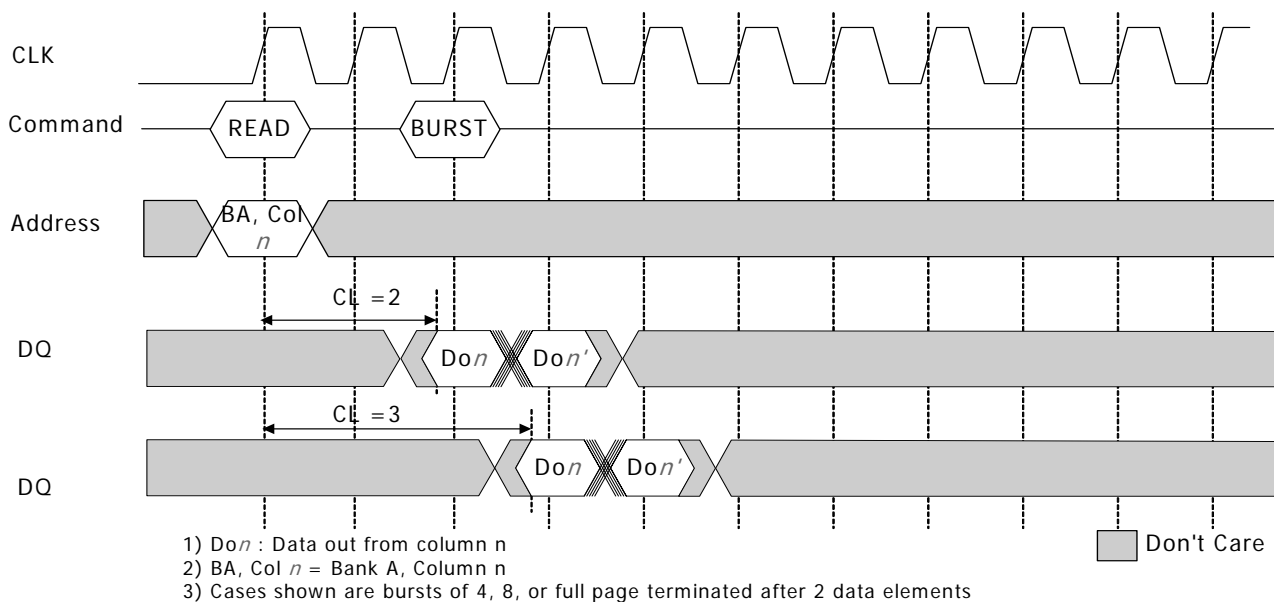 CLK
Command
READ
BURST
Address
BA, Col
n
CL =2
DQ
Don
Don'
CL =3
DQ
Don
Don'
1) Don : Data out from column n
2) BA, Col n = Bank A, Column n
3) Cases shown are bursts of 4, 8, or full page terminated after 2 data elements
Don't Care